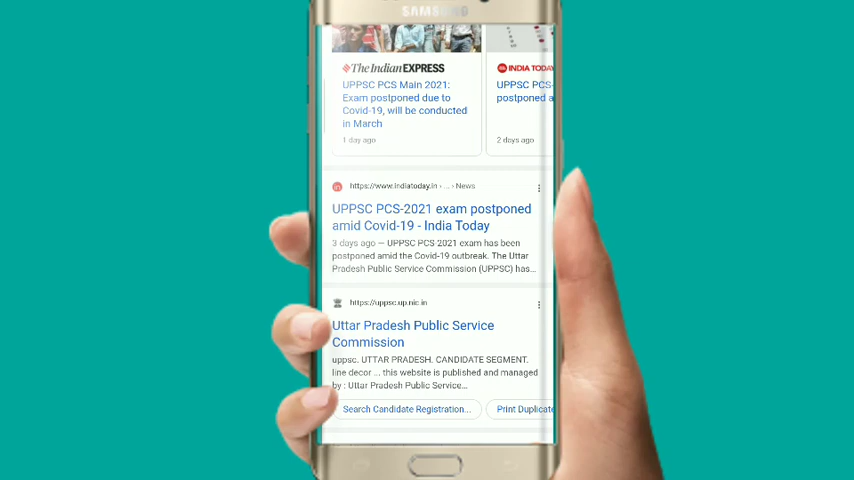 SAMSUNG
The Indian EXPRESS
UPPSC PCS Main 2021:
Exam postponed due to
Covid-19, will be conducted
in March
1 day ago
INDIA TODAY
UPPSC PCS-
postponed a
2 days ago
https://www.indiatoday.in › ... › News
UPPSC PCS-2021 exam postponed
amid Covid-19 - India Today
3 days ago — UPPSC PCS 2021 exam has been
postponed amid the Covid-19 outbreak. The Uttar
Pradesh Public Service Commission (UPPSC) has...
https://uppsc.up.nic.in
Uttar Pradesh Public Service
Commission
uppsc. UTTAR PRADESH. CANDIDATE SEGMENT.
line decor ... this website is published and managed
by : Uttar Pradesh Public Service...
Search Candidate Registration...
Print Duplicate